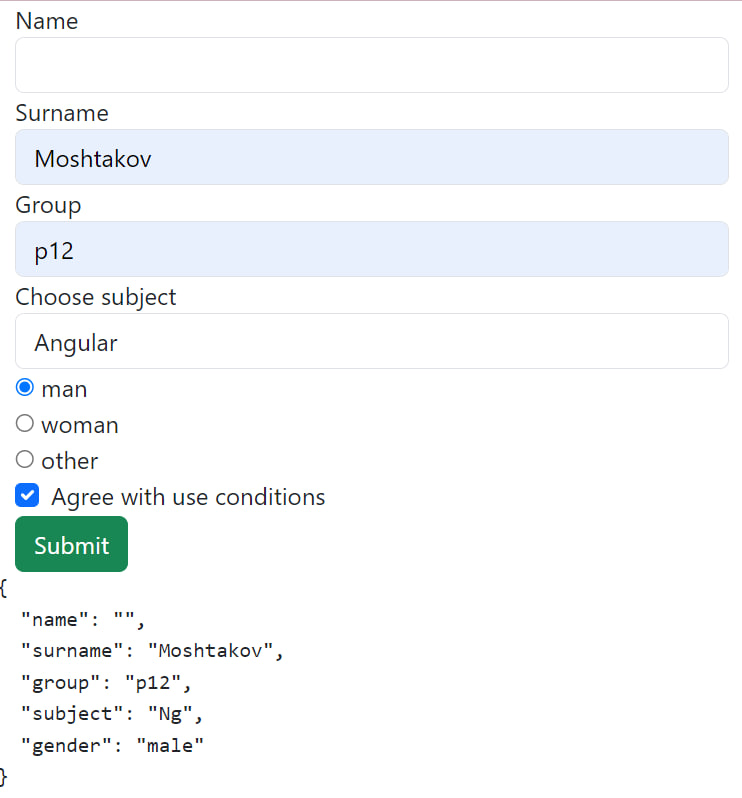 Name
Surname
Moshtakov
Group
p12
Choose subject
Angular
man
woman
other
Agree with use conditions
Submit
{
"name": "",
"surname": "Moshtakov",
"group": "p12",
"subject": "Ng",
"gender": "male"
}